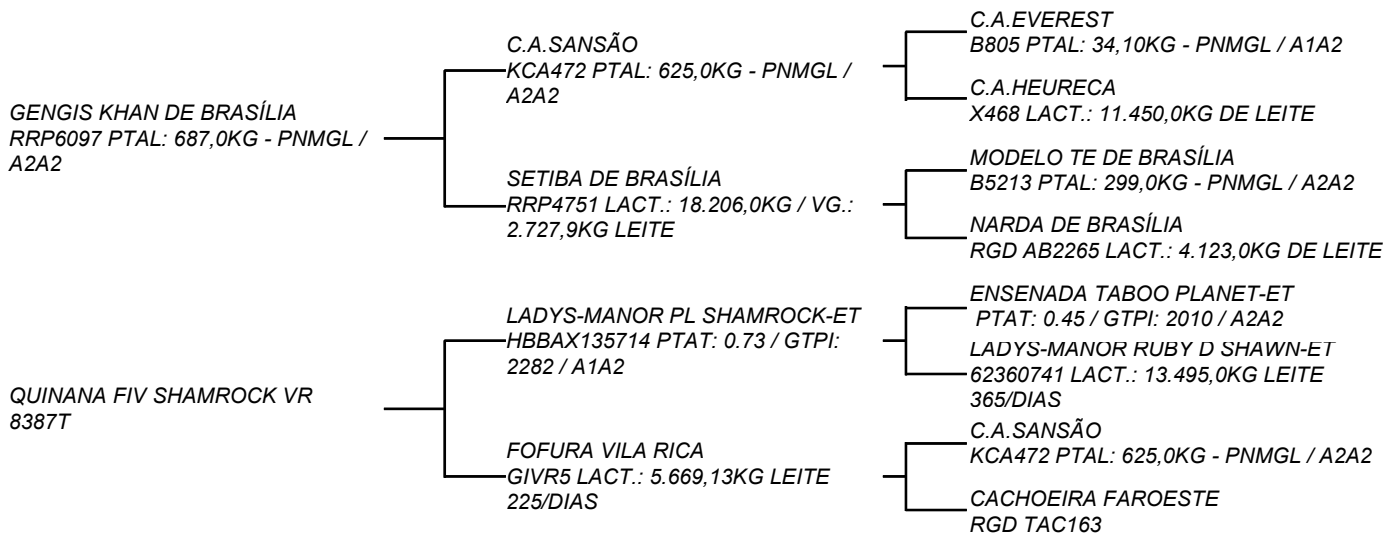 GENGIS KHAN DE BRASÍLIA
RRP6097 PTAL: 687,0KG - PNMGL /
A2A2
C.A.SANSÃO
KCA472 PTAL: 625,0KG - PNMGL /
A2A2
C.A.EVEREST
B805 PTAL: 34,10KG - PNMGL / A1A2
C.A.HEURECA
X468 LACT.: 11.450,0KG DE LEITE
SETIBA DE BRASÍLIA
RRP4751 LACT.: 18.206,0KG / VG.:
2.727,9KG LEITE
MODELO TE DE BRASÍLIA
B5213 PTAL: 299,0KG - PNMGL / A2A2
NARDA DE BRASÍLIA
RGD AB2265 LACT.: 4.123,0KG DE LEITE
QUINANA FIV SHAMROCK VR
8387T
LADYS-MANOR PL SHAMROCK-ET
HBBAX135714 PTAT: 0.73 / GTPI:
2282 / A1A2
ENSENADA TABOO PLANET-ET
PTAT: 0.45 / GTPI: 2010 / A2A2
LADYS-MANOR RUBY D SHAWN-ET
62360741 LACT.: 13.495,0KG LEITE
365/DIAS
FOFURA VILA RICA
GIVR5 LACT.: 5.669,13KG LEITE
225/DIAS
C.A.SANSÃO
KCA472 PTAL: 625,0KG - PNMGL / A2A2
CACHOEIRA FAROESTE
RGD TAC163